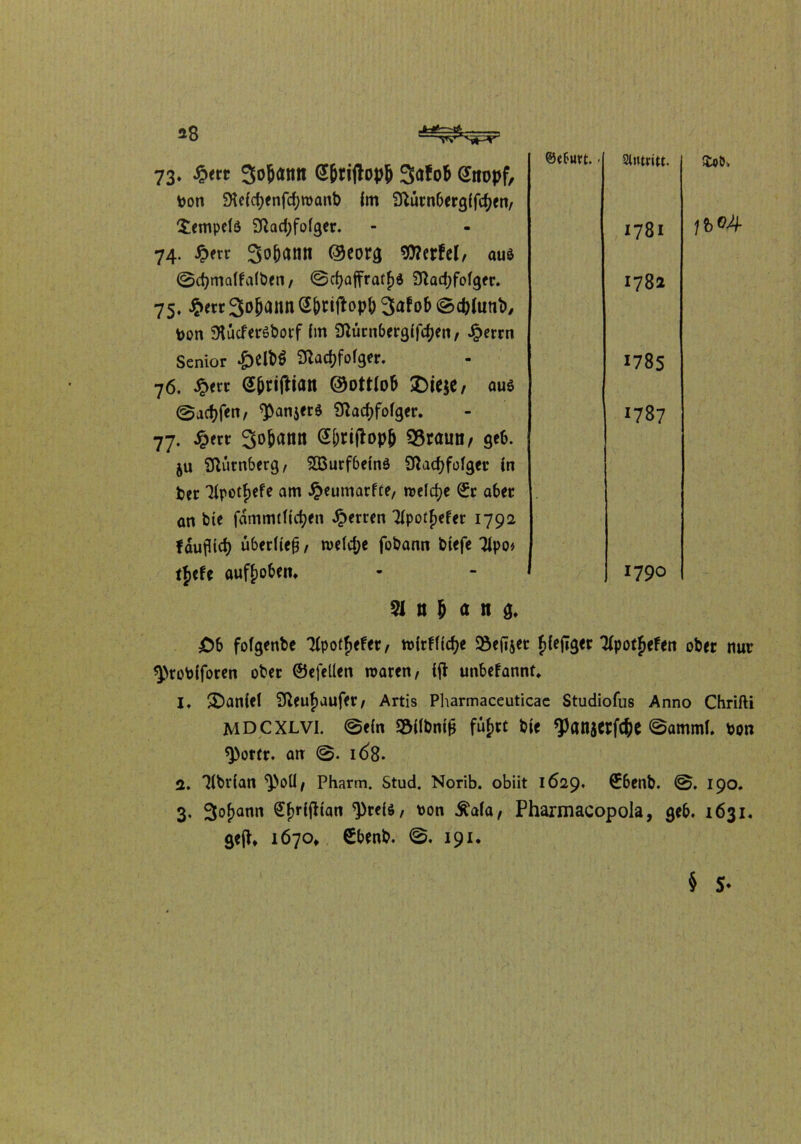 28
Geburt. Antritt. Tod.
73. Herr Johann Christoph Jakob Enopf,
von Reichenschwand im Nürnbergischen,
Tempels Nachfolger. - - 1781 1804
74. Herr Johann Georg Merkel, aus
Schmalkalden, Schaffraths Nachfolger. 1782
75. Herr Johann Christoph Jakob Schlund,
von Rückersdorf im Nürnbergischen, Herrn
Senior Helds Nachfolger. - 1785
76. Herr Christian Gottlob Dieze, aus
Sachsen, Panzers Nachfolger. - 1787
77. Herr Johann Christoph Braun, geb.
zu Nürnberg, Wurfbeins Nachfolger in
der Apotheke am Heumarkte, welche Er aber
an die sämmtlichen Herren Apotheker 1792
käuflich überließ, welche sodann diese Apo-
theke aufhoben. - - 1790
Anhang.
Ob folgende Apotheker, wirkliche Besitzer hiesiger Apotheken oder nur
Provisoren oder Gesellen waren, ist unbekannt.
1. Daniel Neuhauser, Artis Pharmaceuticae Studiosus Anno Christi
MDCXLVI. Sein Bildniß führt die Panzersche Samml. von
Portr. an S. 168.
2. Adrian Poll, Pharm. Stud. Norib. obiit 1629. Ebend. S. 190.
3. Johann Christian Preis, von Kala, Pharmacopola, geb. 1631.
gest. 1670. Ebend. S. 191.
§ 5.